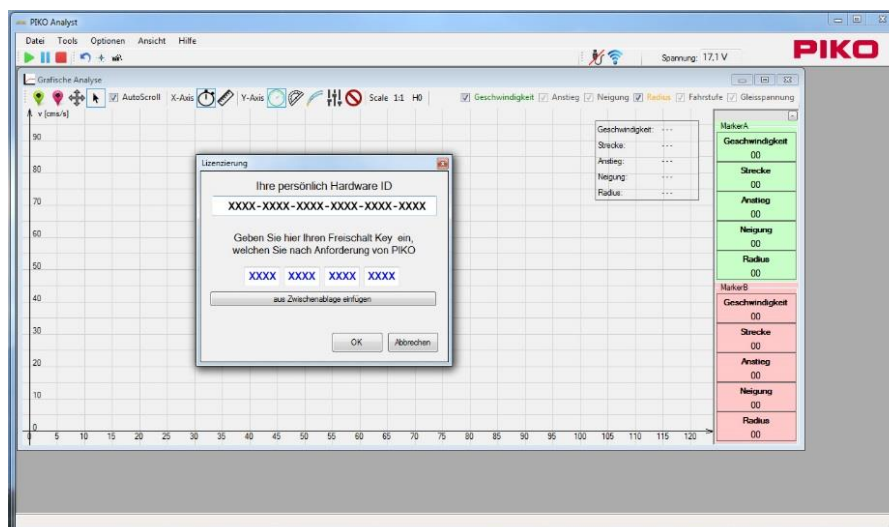 PIKO Analyst
Datei Tools Optionen Ansicht Hilfe
Spannung: 17,1 V
PIKO
Grafische Analyse
AutoScroll X-Axis Y-Axis Scale 1:1 H0 Geschwindigkeit Anstieg Neigung Radius Fahrstufe Gleisspannung
v [cms/s]
90
80
70
60
50
40
30
20
10
0
0 5 10 15 20 25 30 35 40 45 50 55 60 65 70 75 80 85 90 95 100 105 110 115 120
Geschwindigkeit: ---
Strecke: ---
Anstieg: ---
Neigung: ---
Radius: ---
MarkerA
Geschwindigkeit
00
Strecke
00
Anstieg
00
Neigung
00
Radius
00
MarkerB
Geschwindigkeit
00
Strecke
00
Anstieg
00
Neigung
00
Radius
00
Lizenzierung
Ihre persönlich Hardware ID
XXXX-XXXX-XXXX-XXXX-XXXX-XXXX
Geben Sie hier Ihren Freischalt Key ein,
welchen Sie nach Anforderung von PIKO
XXXX XXXX XXXX XXXX
aus Zwischenablage einfügen
OK Abbrechen